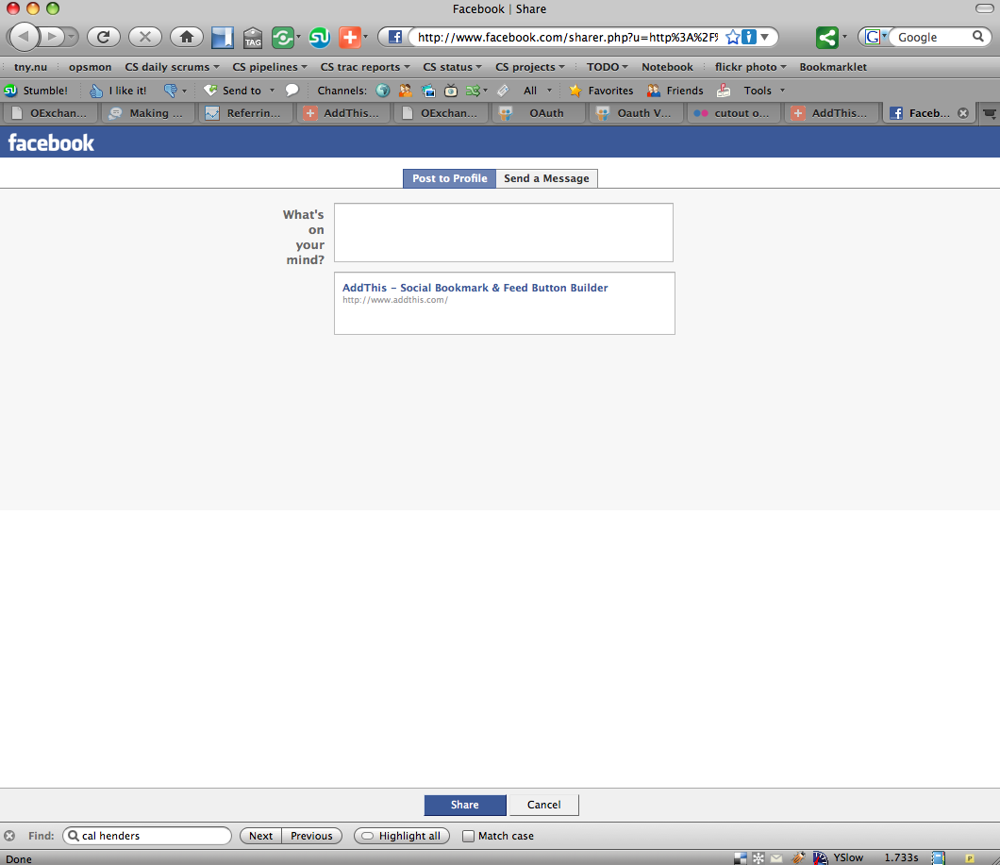 Facebook | Share
TAG
http://www.facebook.com/sharer.php?u=http%3A%2F%
Google
tny.nu opsmon CS daily scrums CS pipelines CS trac reports CS status CS projects TODO Notebook flickr photo Bookmarklet
Stumble! I like it! Send to Channels: All Favorites Friends Tools
OExchan... Making ... Referrin... AddThis... OExchan... OAuth Oauth V... cutout o... AddThis... Faceb...
facebook
Post to Profile Send a Message
What's
on
your
mind?
AddThis - Social Bookmark & Feed Button Builder
http://www.addthis.com/
Share Cancel
Find: cal henders Next Previous Highlight all Match case
Done YSlow 1.733s P